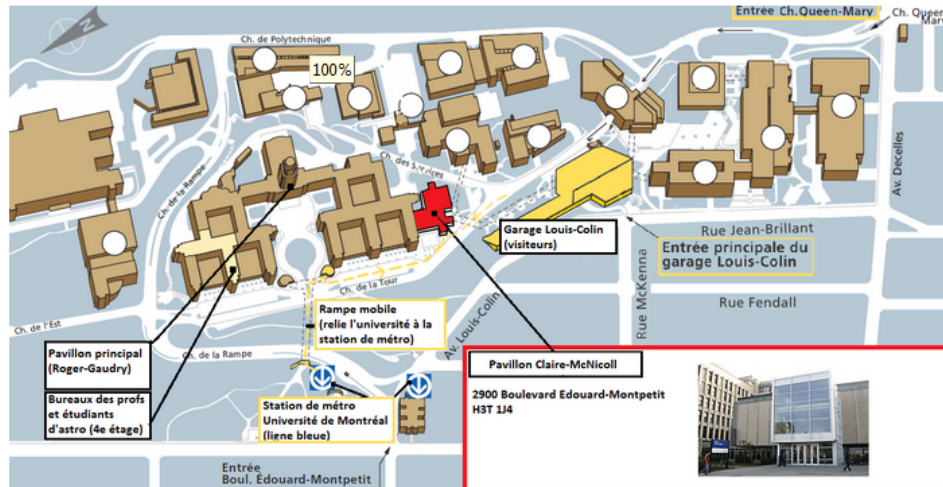 Entrée Ch.Queen-Mary
Ch. Queen
Mary
Ch. de Polytechnique
100%
Ch. des Services
Ch. de la Rampe
Av. Decelles
Garage Louis-Colin
(visiteurs)
Rue Jean-Brillant
Entrée principale du
garage Louis-Colin
Ch. de la Tour
Rue McKenna
Rue Fendall
Rampe mobile
(relie l'université à la
station de métro)
Av. Louis-Colin
Ch. de l'Est
Pavillon principal
(Roger-Gaudry)
Ch. de la Rampe
Pavillon Claire-McNicoll
Bureaux des profs
et étudiants
d'astro (4e étage)
Station de métro
Université de Montréal
(ligne bleue)
2900 Boulevard Edouard-Montpetit
H3T 1J4
Entrée
Boul. Édouard-Montpetit